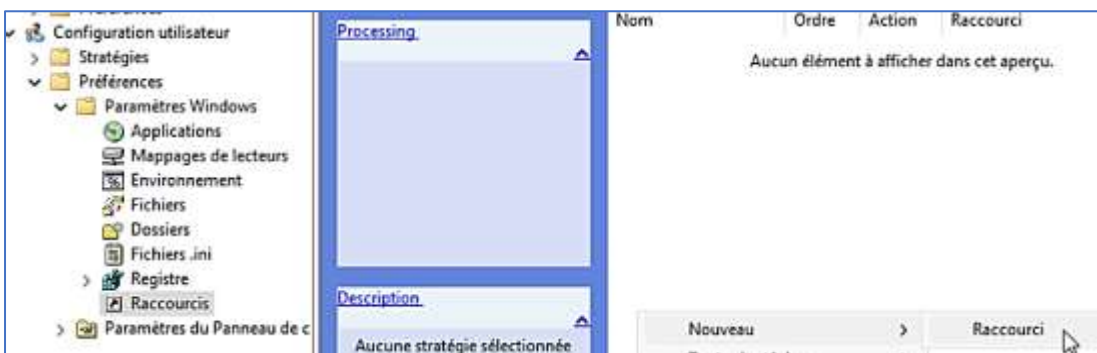 Configuration utilisateur
Stratégies
Préférences
Paramètres Windows
Applications
Mappages de lecteurs
Environnement
Fichiers
Dossiers
Fichiers .ini
Registre
Raccourcis
Paramètres du Panneau de c
Processing
Description
Aucune stratégie sélectionnée
Nom Ordre Action Raccourci
Aucun élément à afficher dans cet aperçu.
Nouveau > Raccourci